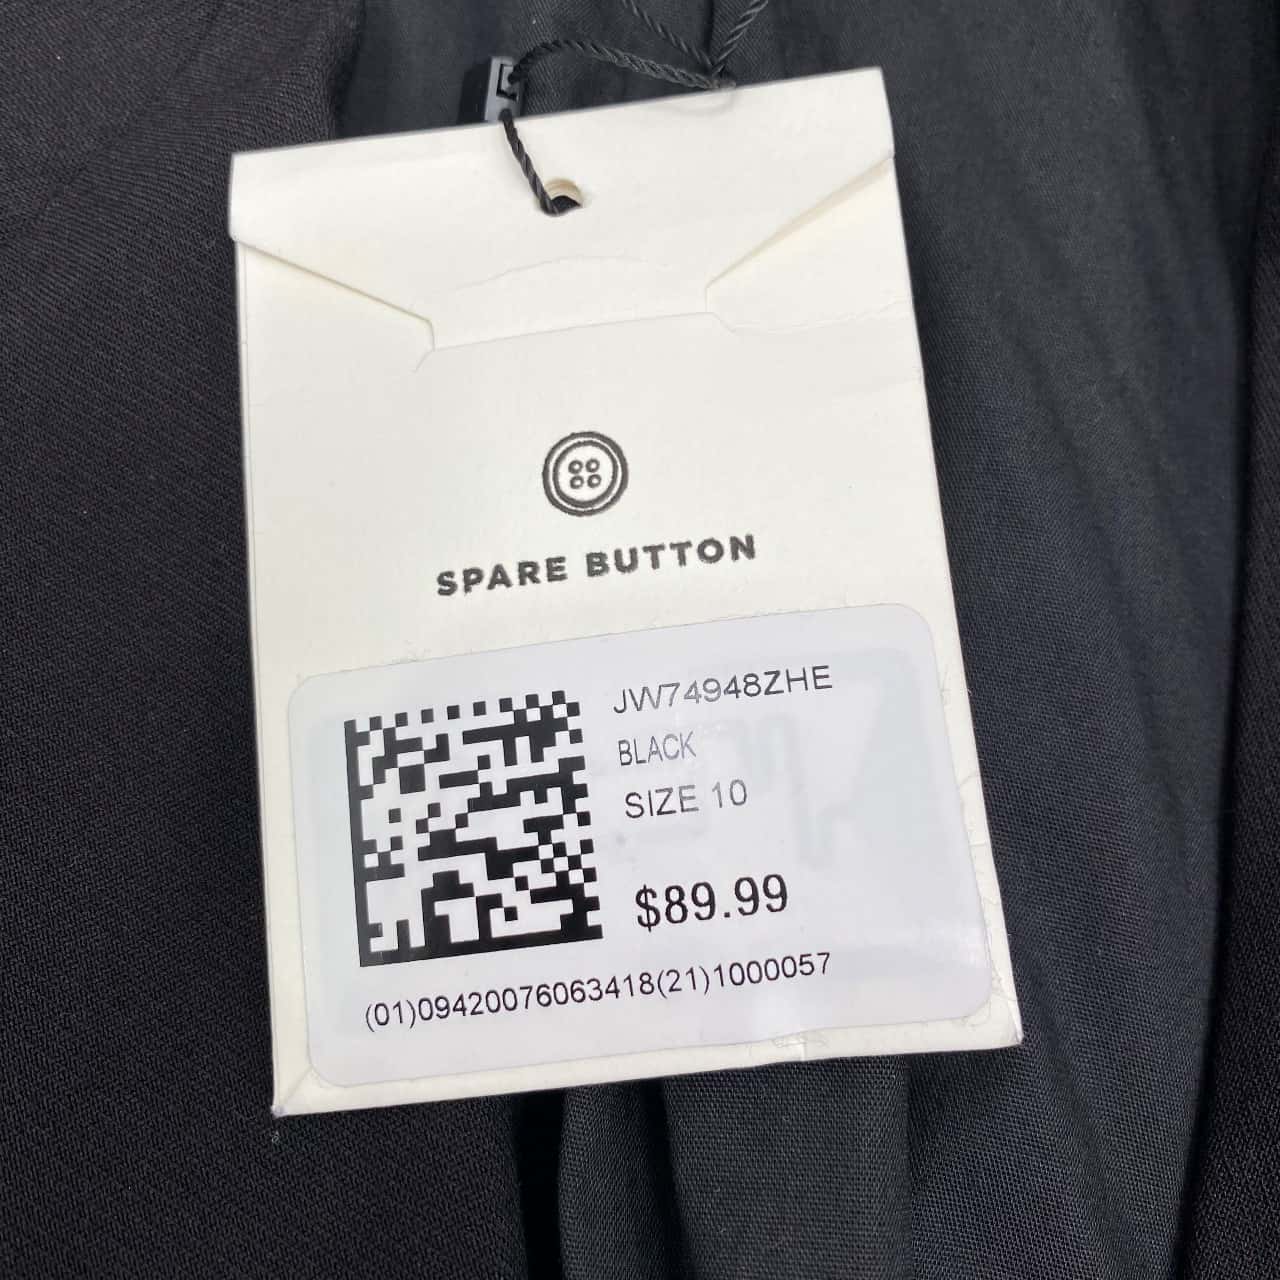 SPARE BUTTON
JW74948ZHE
BLACK
SIZE 10
$89.99
(01)09420076063418(21)1000057